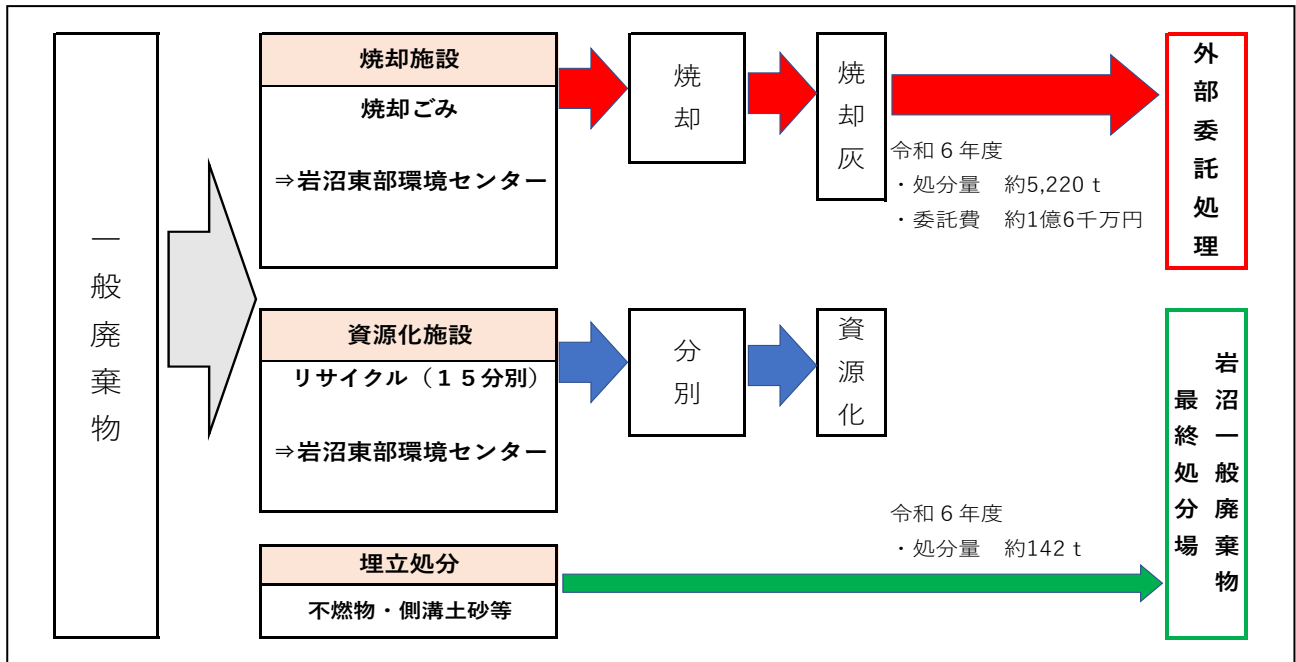 一般廃棄物
焼却施設
焼却ごみ
⇒岩沼東部環境センター
焼却
焼却灰
令和６年度
・処分量　約5,220 t
・委託費　約1億6千万円
外部委託処理
資源化施設
リサイクル（１５分別）
⇒岩沼東部環境センター
分別
資源化
埋立処分
不燃物・側溝土砂等
令和６年度
・処分量　約142 t
岩沼一般廃棄物
最終処分場